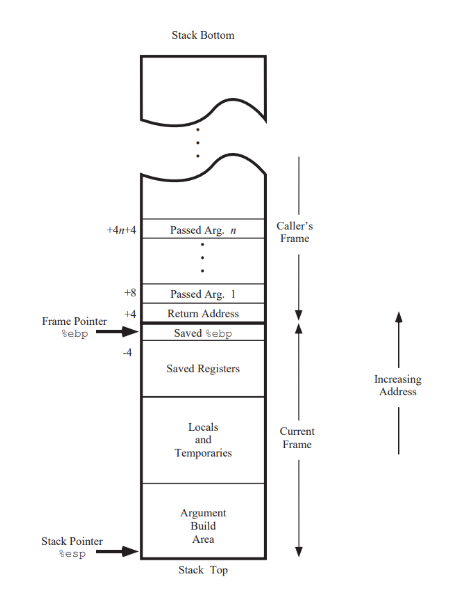 Stack Bottom
+4n+4
Passed Arg. n
Caller's
Frame
+8
Passed Arg. 1
+4
Return Address
Frame Pointer
%ebp
Saved %ebp
-4
Saved Registers
Increasing
Address
Locals
and
Temporaries
Current
Frame
Argument
Build
Area
Stack Pointer
%esp
Stack Top